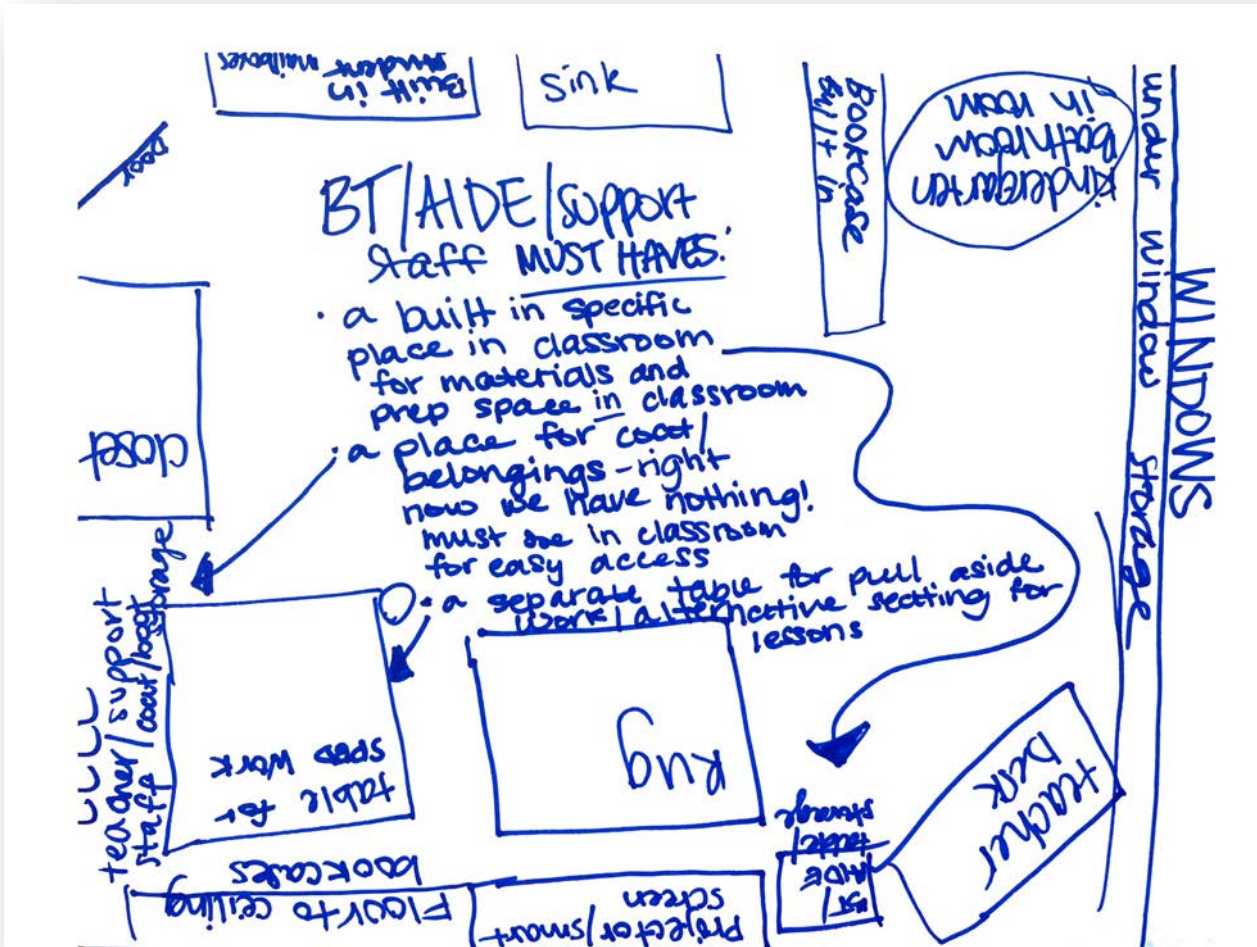 Built in
student mailboxes
sink
Door
Bookcase
Built in
Kindergarten
bathroom
in room
WINDOWS
under window storage
BT/AIDE/support
staff MUST HAVES:
• a built in specific
place in classroom
for materials and
prep space in classroom
• a place for coat/
belongings - right
now we have nothing!
must be in classroom
for easy access
• a separate table for pull aside
work/alternative seating for
lessons
closet
teacher/support
staff/coat/
storage
table for
sped work
Rug
Floor to ceiling
bookcases
Projector/smart
screen
AIDE
storage
teacher
Desk